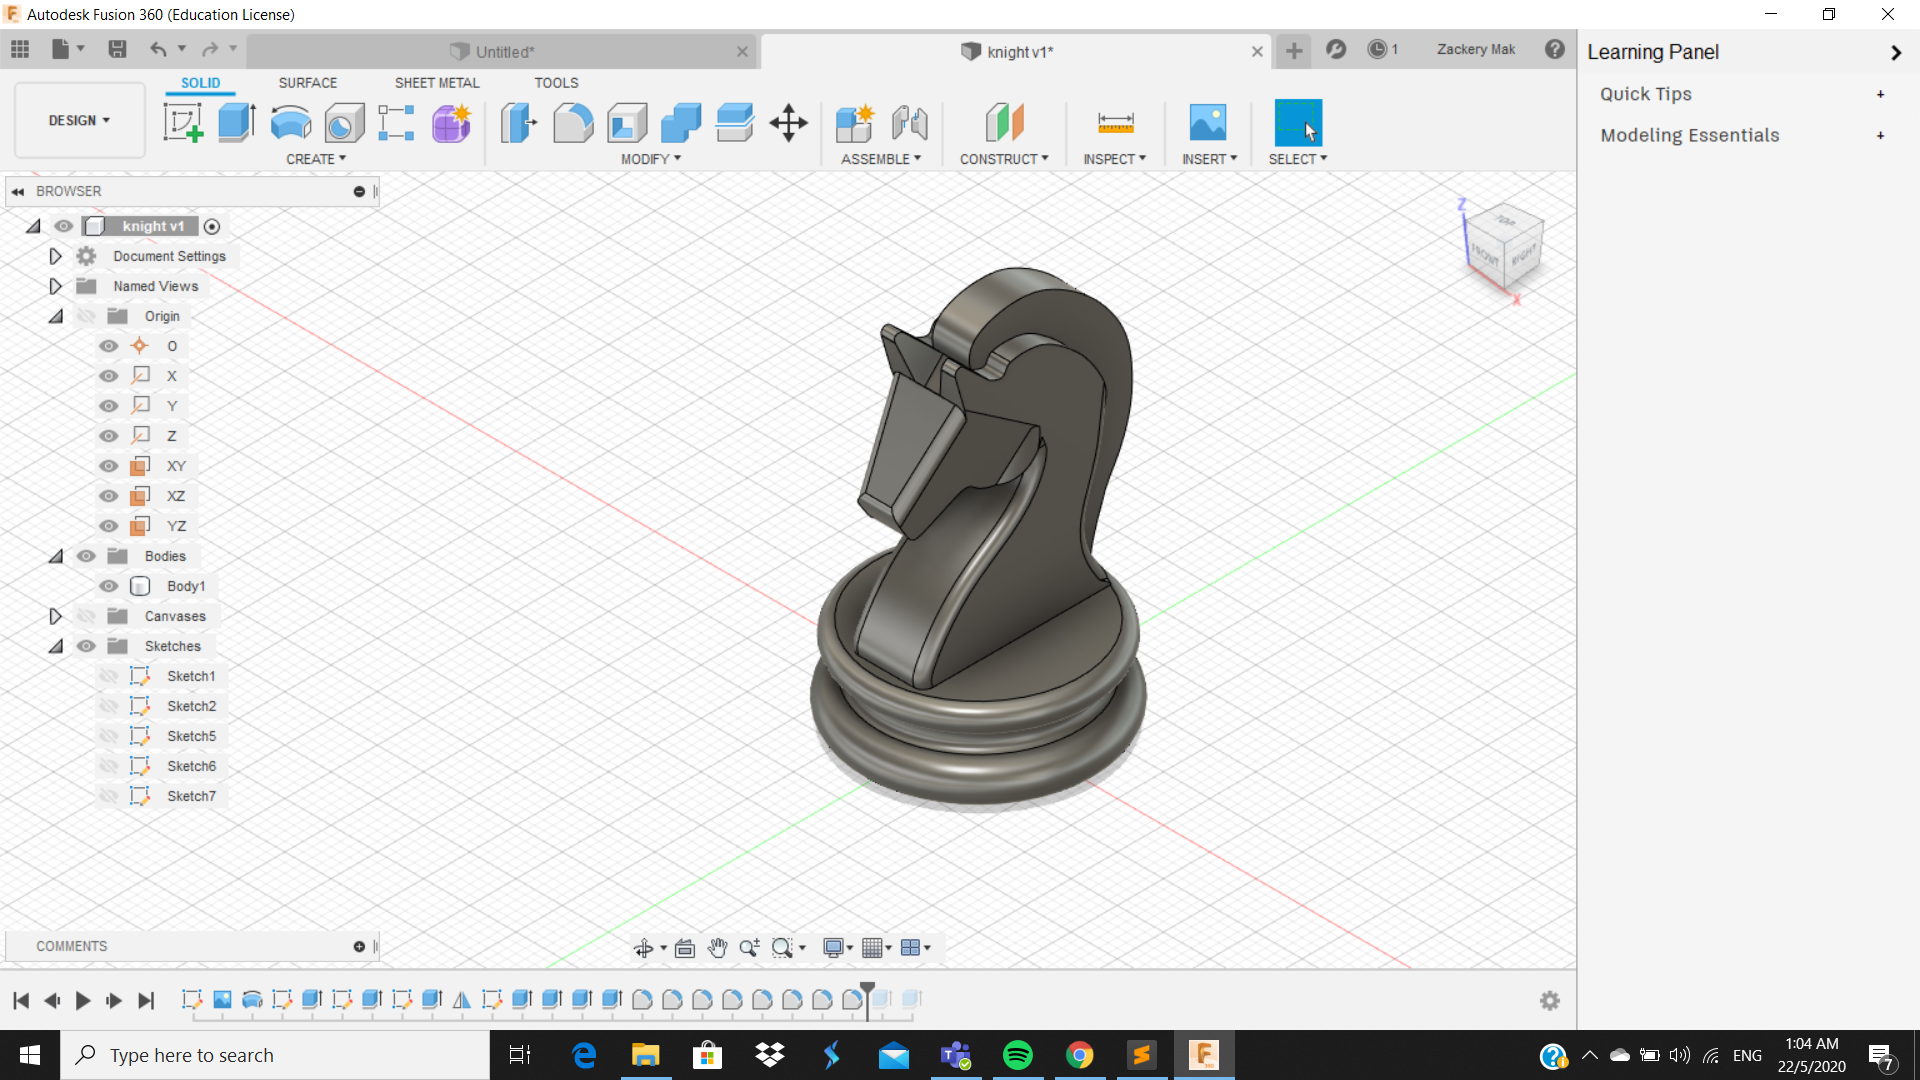 Autodesk Fusion 360 (Education License)
Untitled*
knight v1*
1
Zackery Mak
Learning Panel
Quick Tips
Modeling Essentials
DESIGN
SOLID
SURFACE
SHEET METAL
TOOLS
CREATE
MODIFY
ASSEMBLE
CONSTRUCT
INSPECT
INSERT
SELECT
BROWSER
knight v1
Document Settings
Named Views
Origin
O
X
Y
Z
XY
XZ
YZ
Bodies
Body1
Canvases
Sketches
Sketch1
Sketch2
Sketch5
Sketch6
Sketch7
Z
TOP
FRONT
RIGHT
X
COMMENTS
Type here to search
ENG
1:04 AM
22/5/2020
7